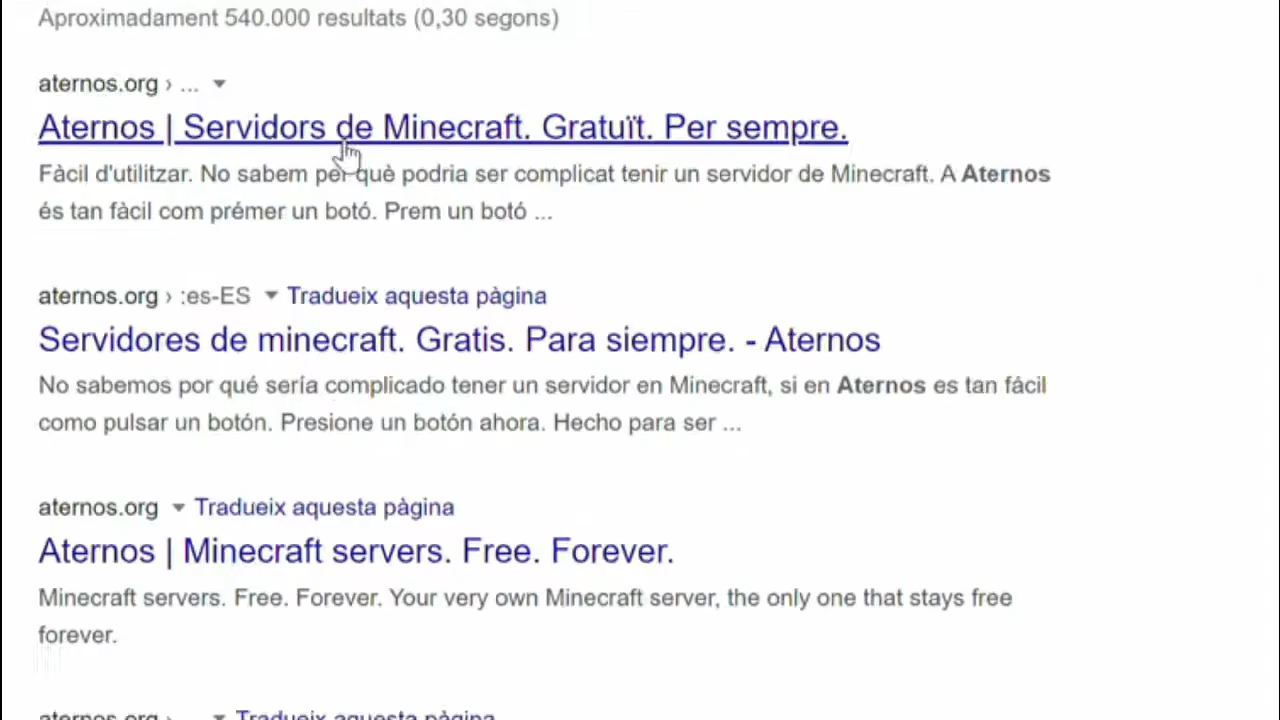 Aproximadament 540.000 resultats (0,30 segons)
aternos.org › ...
Aternos | Servidors de Minecraft. Gratuït. Per sempre.
Fàcil d'utilitzar. No sabem per què podria ser complicat tenir un servidor de Minecraft. A Aternos
és tan fàcil com prémer un botó. Prem un botó ...
aternos.org › :es-ES Tradueix aquesta pàgina
Servidores de minecraft. Gratis. Para siempre. - Aternos
No sabemos por qué sería complicado tener un servidor en Minecraft, si en Aternos es tan fácil
como pulsar un botón. Presione un botón ahora. Hecho para ser ...
aternos.org Tradueix aquesta pàgina
Aternos | Minecraft servers. Free. Forever.
Minecraft servers. Free. Forever. Your very own Minecraft server, the only one that stays free
forever.
aternos.org › ... Tradueix aquesta pàgina